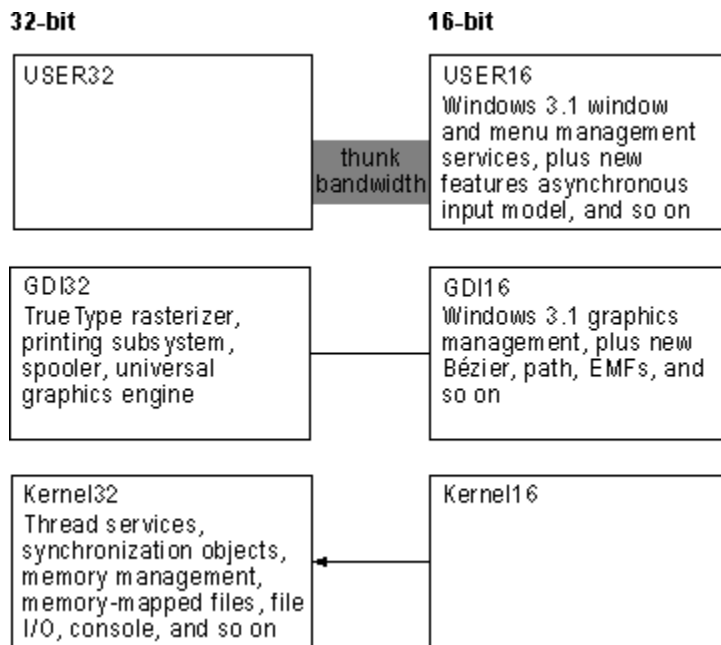 32-bit
16-bit
USER32
USER16
Windows 3.1 window
and menu management
services, plus new
features asynchronous
input model, and so on
thunk
bandwidth
GDI32
TrueType rasterizer,
printing subsystem,
spooler, universal
graphics engine
GDI16
Windows 3.1 graphics
management, plus new
Bézier, path, EMFs, and
so on
Kernel32
Thread services,
synchronization objects,
memory management,
memory-mapped files, file
I/O, console, and so on
Kernel16